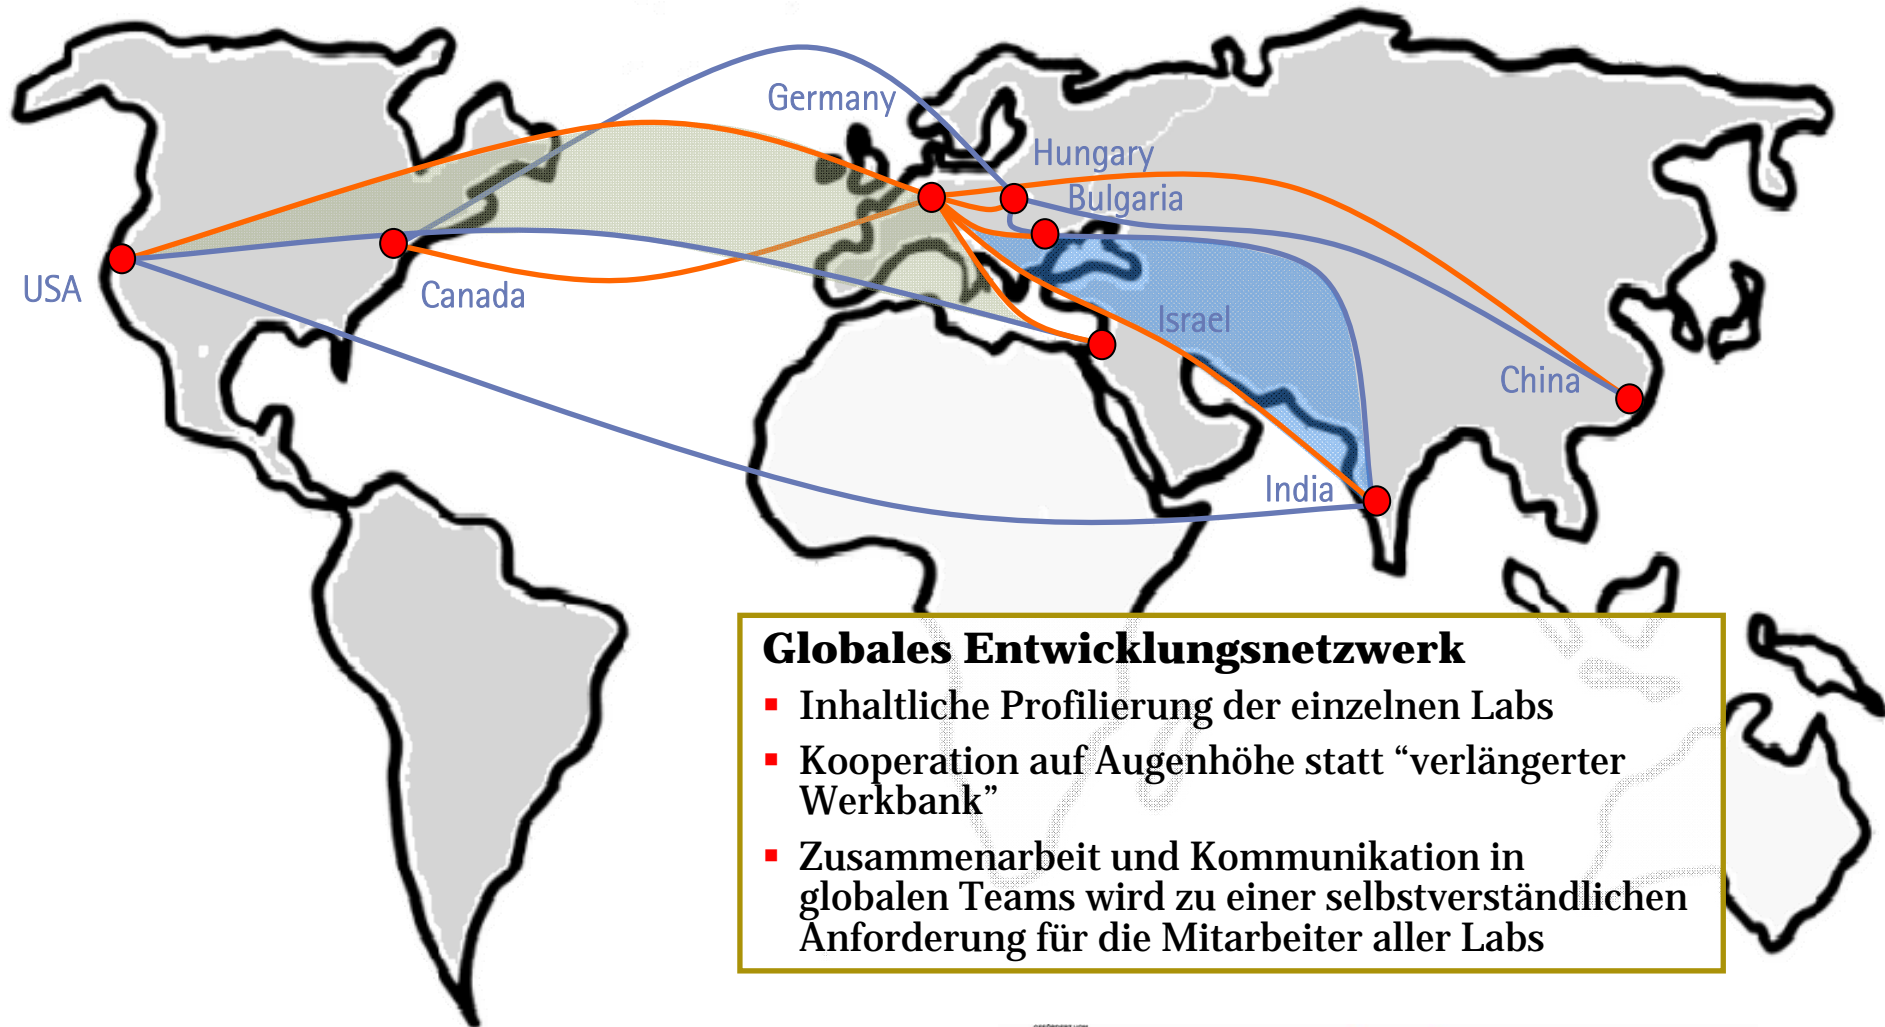 Germany
Hungary
Bulgaria
USA
Canada
Israel
China
India
Globales Entwicklungsnetzwerk
▪ Inhaltliche Profilierung der einzelnen Labs
▪ Kooperation auf Augenhöhe statt “verlängerter
Werkbank”
▪ Zusammenarbeit und Kommunikation in
globalen Teams wird zu einer selbstverständlichen
Anforderung für die Mitarbeiter aller Labs